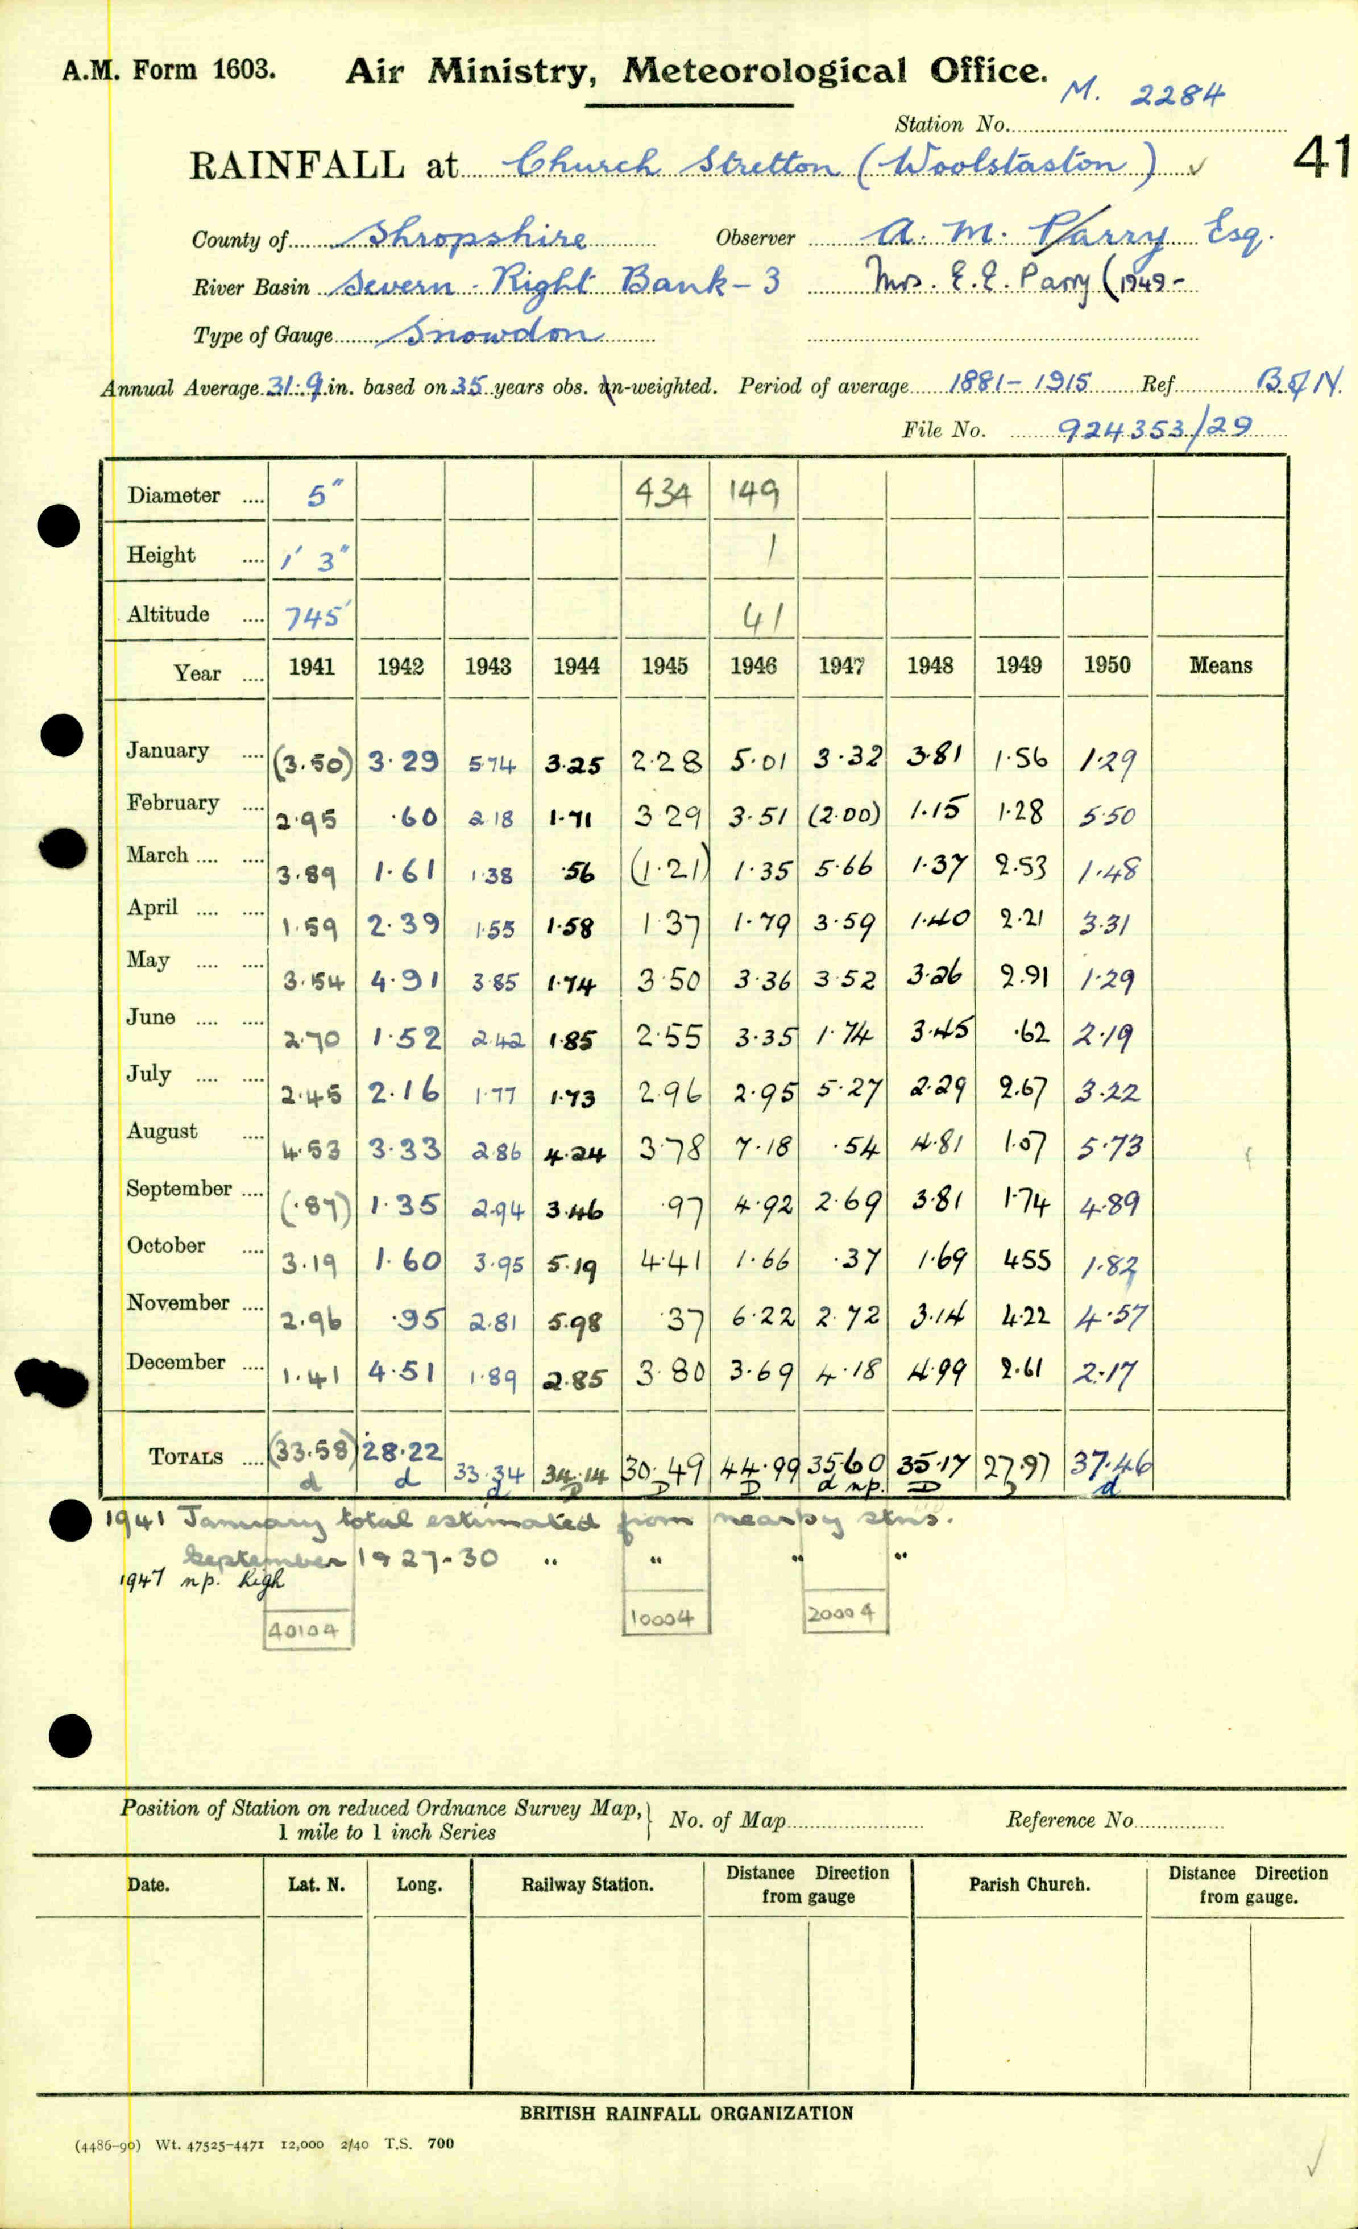 A.M. Form 1603. Air Ministry, Meteorological Office.
Station No. M. 2284
RAINFALL at Church Stretton (Woolstaston) ✓ 41
County of Shropshire Observer A. M. Parry Esq.
River Basin Severn - Right Bank - 3 Mrs. E. E. Parry (1949-
Type of Gauge Snowdon
Annual Average 31.9 in. based on 35 years obs. un-weighted. Period of average 1881-1915 Ref. B of N.
File No. 924353/29
Diameter .... 5" 434 149
Height .... 1' 3" 1
Altitude .... 745' 41
Year .... 1941 1942 1943 1944 1945 1946 1947 1948 1949 1950 Means
January .... (3.50) 3.29 5.74 3.25 2.28 5.01 3.32 3.81 1.56 1.29
February .... 2.95 .60 2.18 1.71 3.29 3.51 (2.00) 1.15 1.28 5.50
March .... .... 3.89 1.61 1.38 .56 (1.21) 1.35 5.66 1.37 2.53 1.48
April .... .... 1.59 2.39 1.55 1.58 1.37 1.79 3.59 1.40 2.21 3.31
May .... .... 3.54 4.91 3.85 1.74 3.50 3.36 3.52 3.26 2.91 1.29
June .... .... 2.70 1.52 2.42 1.85 2.55 3.35 1.74 3.45 .62 2.19
July .... .... 2.45 2.16 1.77 1.73 2.96 2.95 5.27 2.29 2.67 3.22
August .... 4.53 3.33 2.86 4.24 3.78 7.18 .54 4.81 1.07 5.73
September .... (.87) 1.35 2.94 3.46 .97 4.92 2.69 3.81 1.74 4.89
October .... 3.19 1.60 3.95 5.19 4.41 1.66 .37 1.69 4.55 1.82
November .... 2.96 .95 2.81 5.98 .37 6.22 2.72 3.14 4.22 4.57
December .... 1.41 4.51 1.89 2.85 3.80 3.69 4.18 4.99 2.61 2.17
TOTALS .... (33.58) 28.22 33.34 34.14 30.49 44.99 35.60 35.17 27.97 37.46
d d d D D D d np. D d
1941 January total estimated from nearby stns.
September 1927-30 " " " "
1947 np. High
40104 10004 20004
Position of Station on reduced Ordnance Survey Map, 1 mile to 1 inch Series } No. of Map Reference No.
Date. Lat. N. Long. Railway Station. Distance Direction from gauge Parish Church. Distance Direction from gauge.
BRITISH RAINFALL ORGANIZATION
(4486-90) Wt. 47525-4471 12,000 2/40 T.S. 700
✓